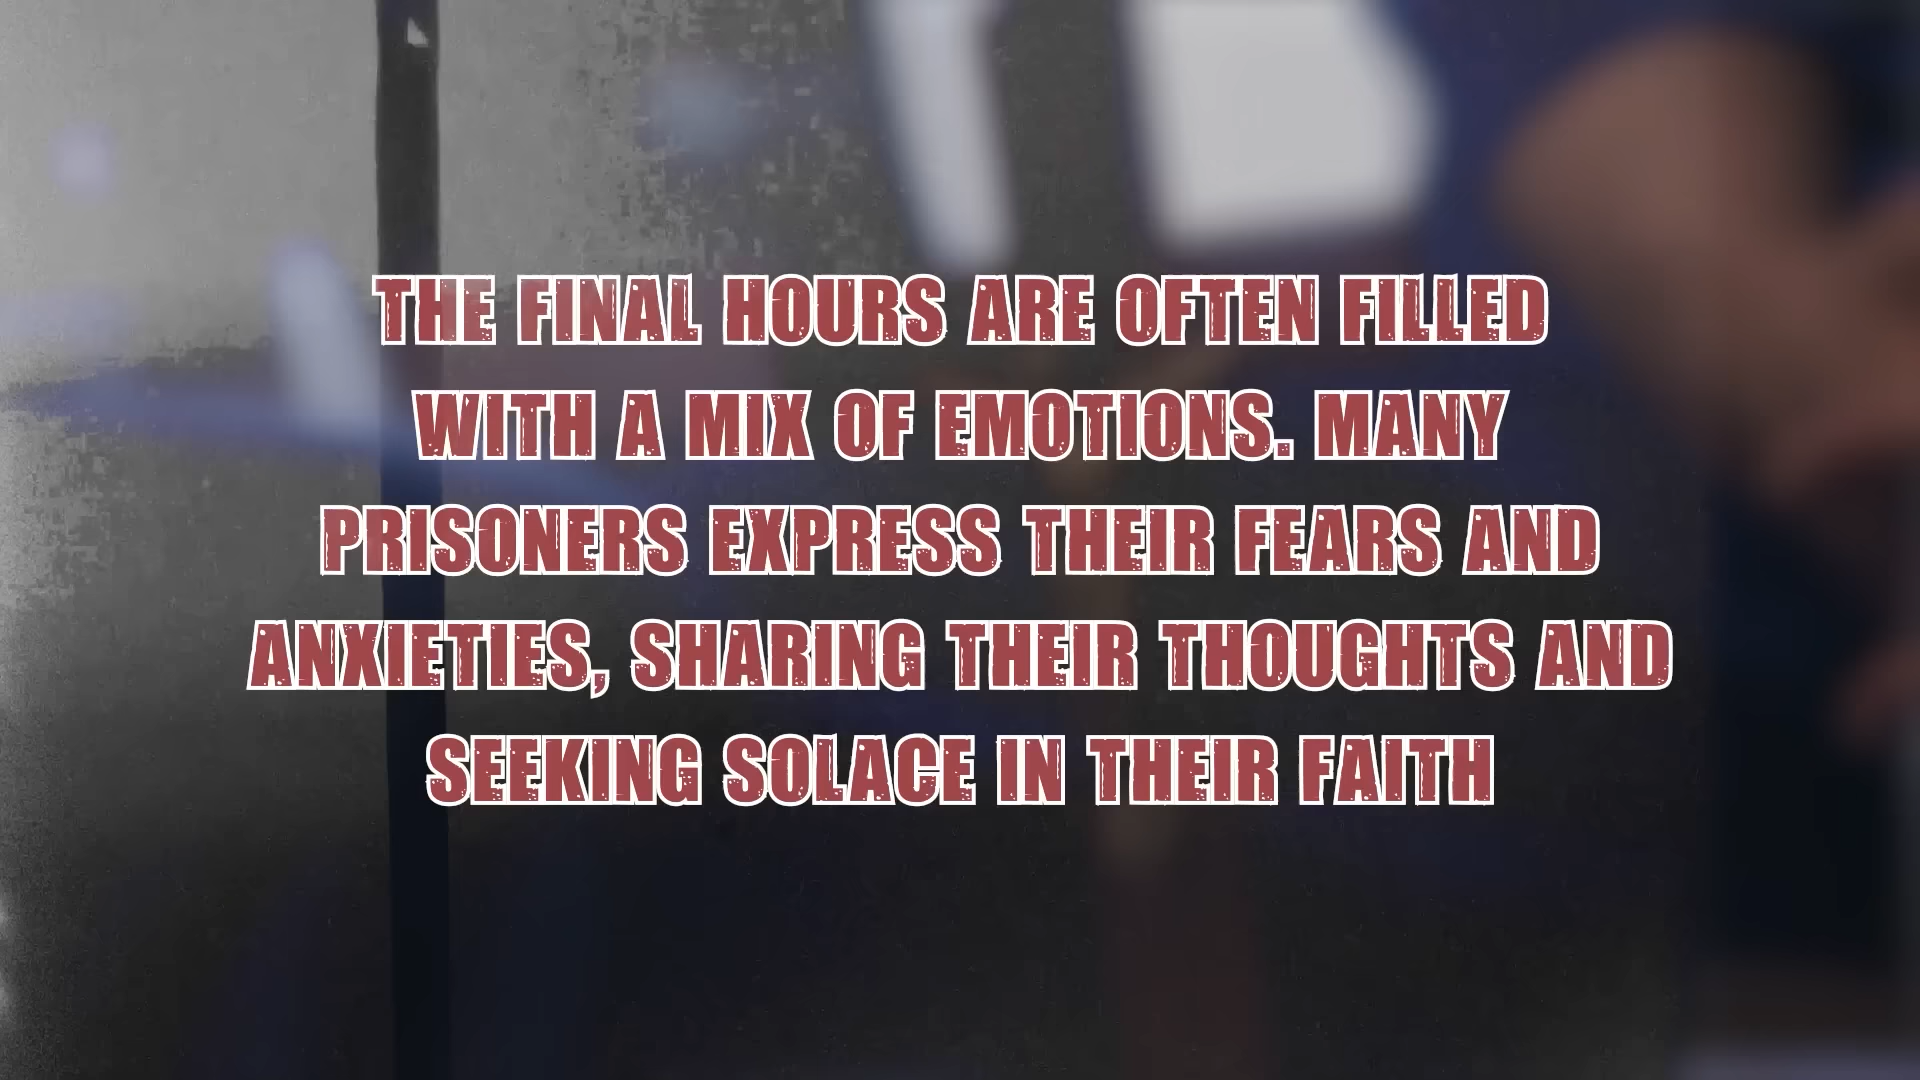 THE FINAL HOURS ARE OFTEN FILLED
WITH A MIX OF EMOTIONS. MANY
PRISONERS EXPRESS THEIR FEARS AND
ANXIETIES, SHARING THEIR THOUGHTS AND
SEEKING SOLACE IN THEIR FAITH